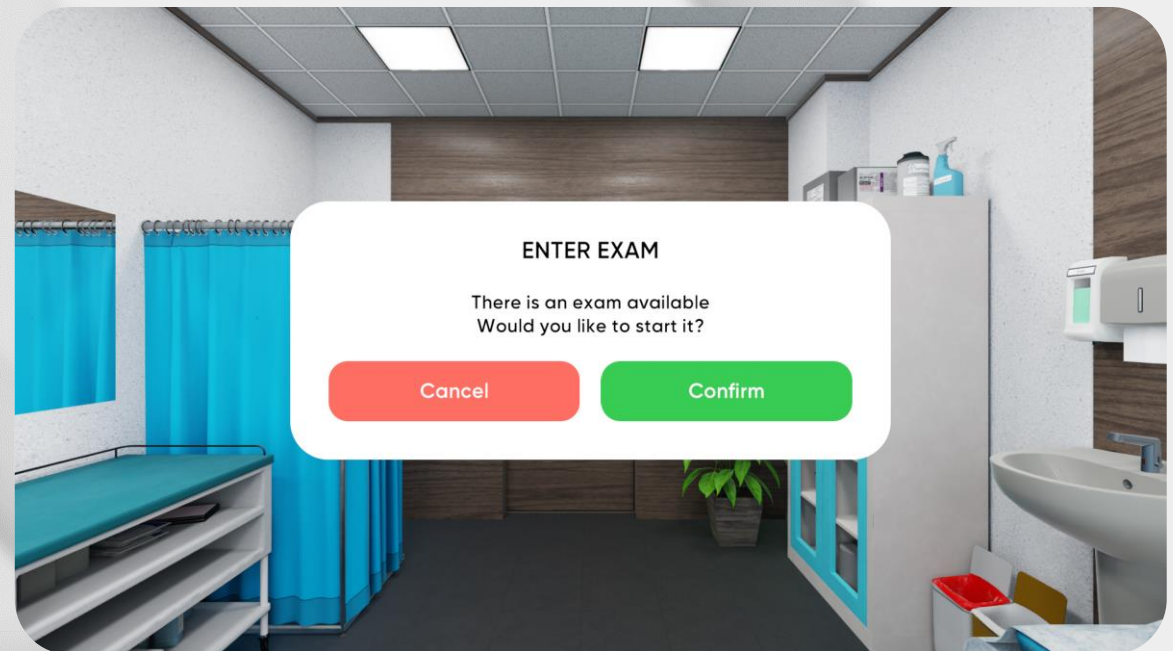 ENTER EXAM
There is an exam available
Would you like to start it?
Cancel
Confirm